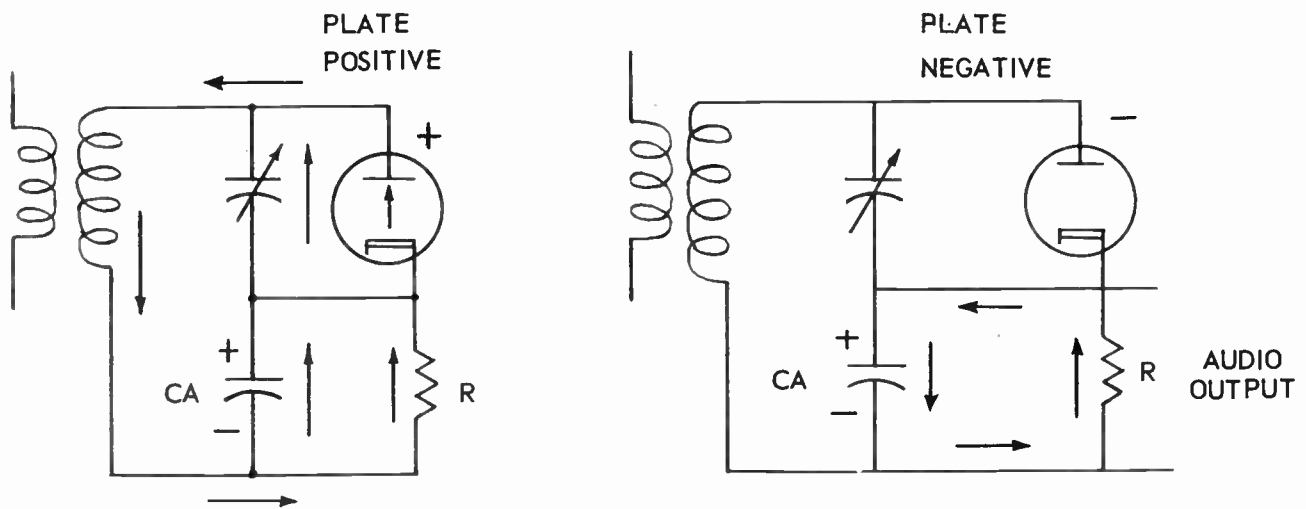 PLATE
POSITIVE
+
+
CA
−
R
PLATE
NEGATIVE
−
+
CA
−
R
AUDIO
OUTPUT